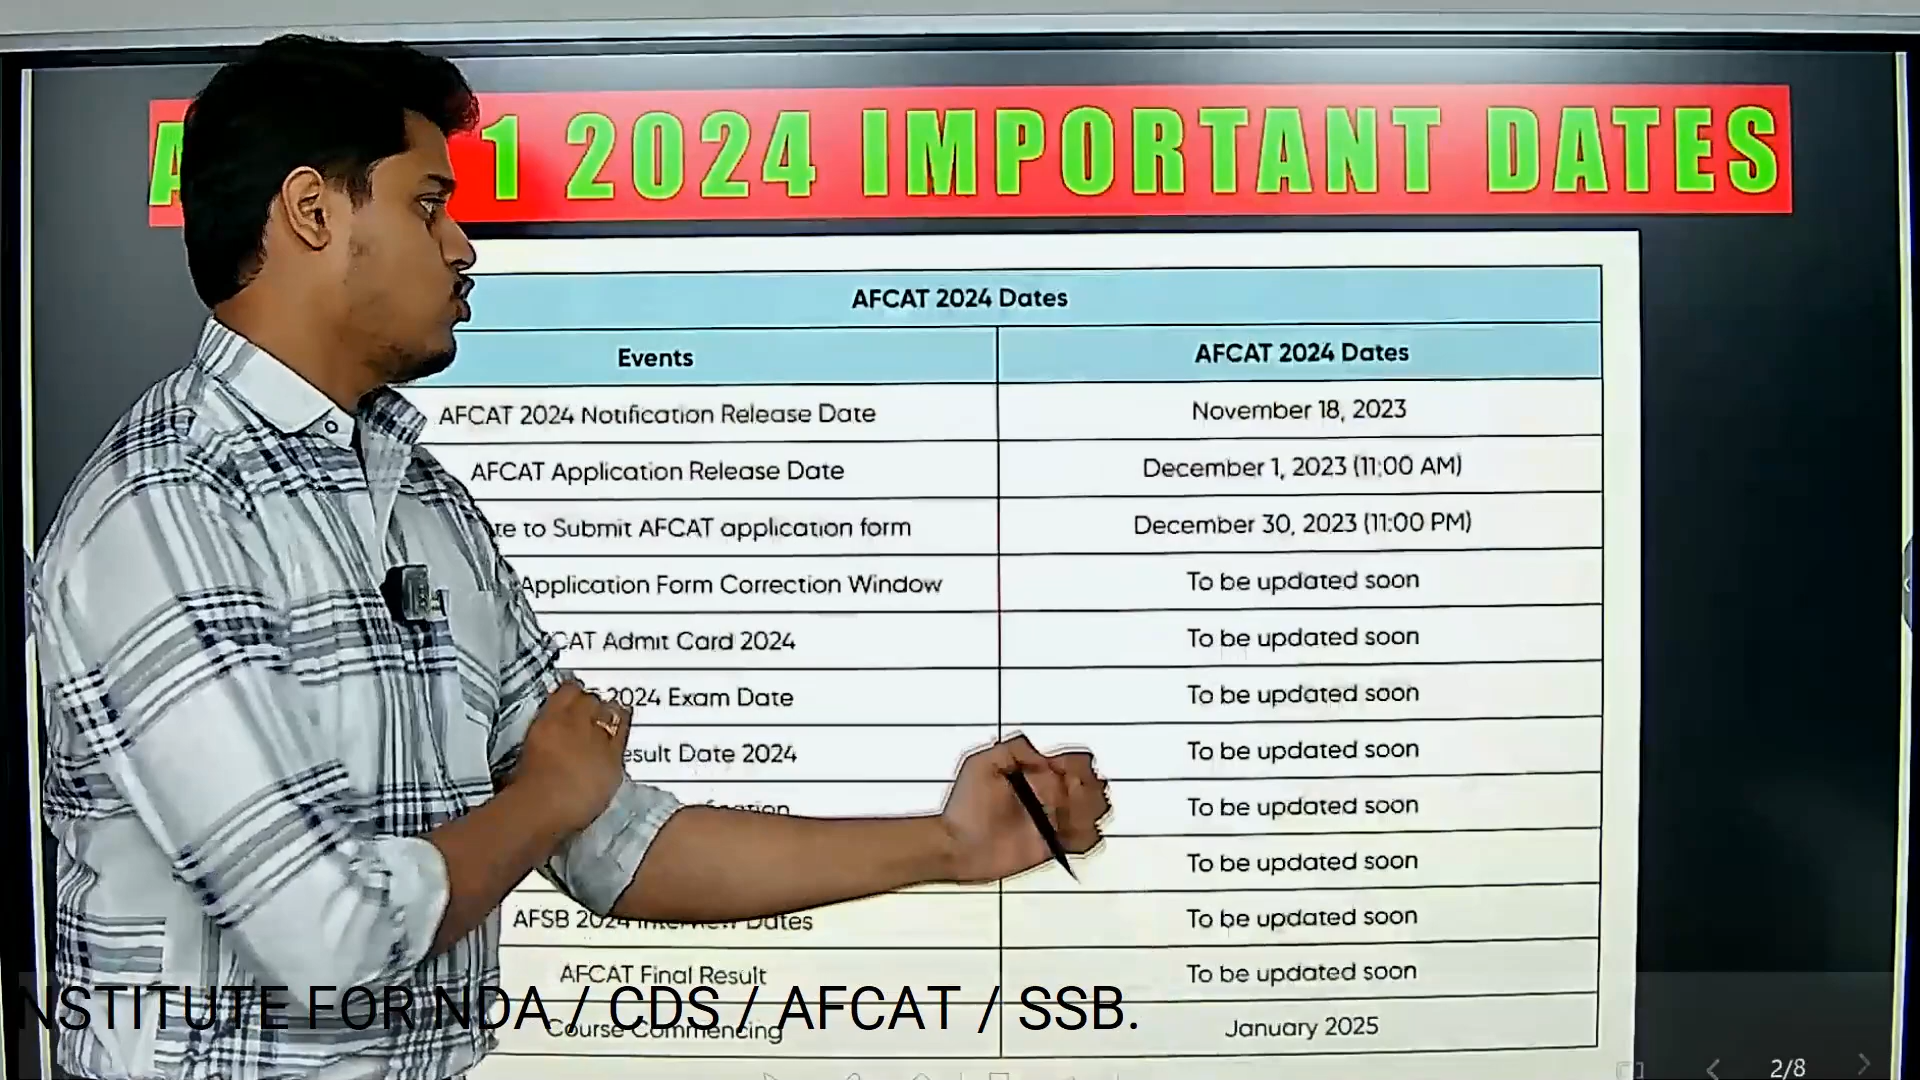 1 2024 IMPORTANT DATES
AFCAT 2024 Dates
Events AFCAT 2024 Dates
AFCAT 2024 Notification Release Date November 18, 2023
AFCAT Application Release Date December 1, 2023 (11:00 AM)
to Submit AFCAT application form December 30, 2023 (11:00 PM)
Application Form Correction Window To be updated soon
Admit Card 2024 To be updated soon
2024 Exam Date To be updated soon
Date 2024 To be updated soon
To be updated soon
To be updated soon
AFSB 2024 Interview Dates To be updated soon
AFCAT Final Result To be updated soon
NSTITUTE FOR NDA / CDS / AFCAT / SSB.
Course Commencing January 2025
2/8